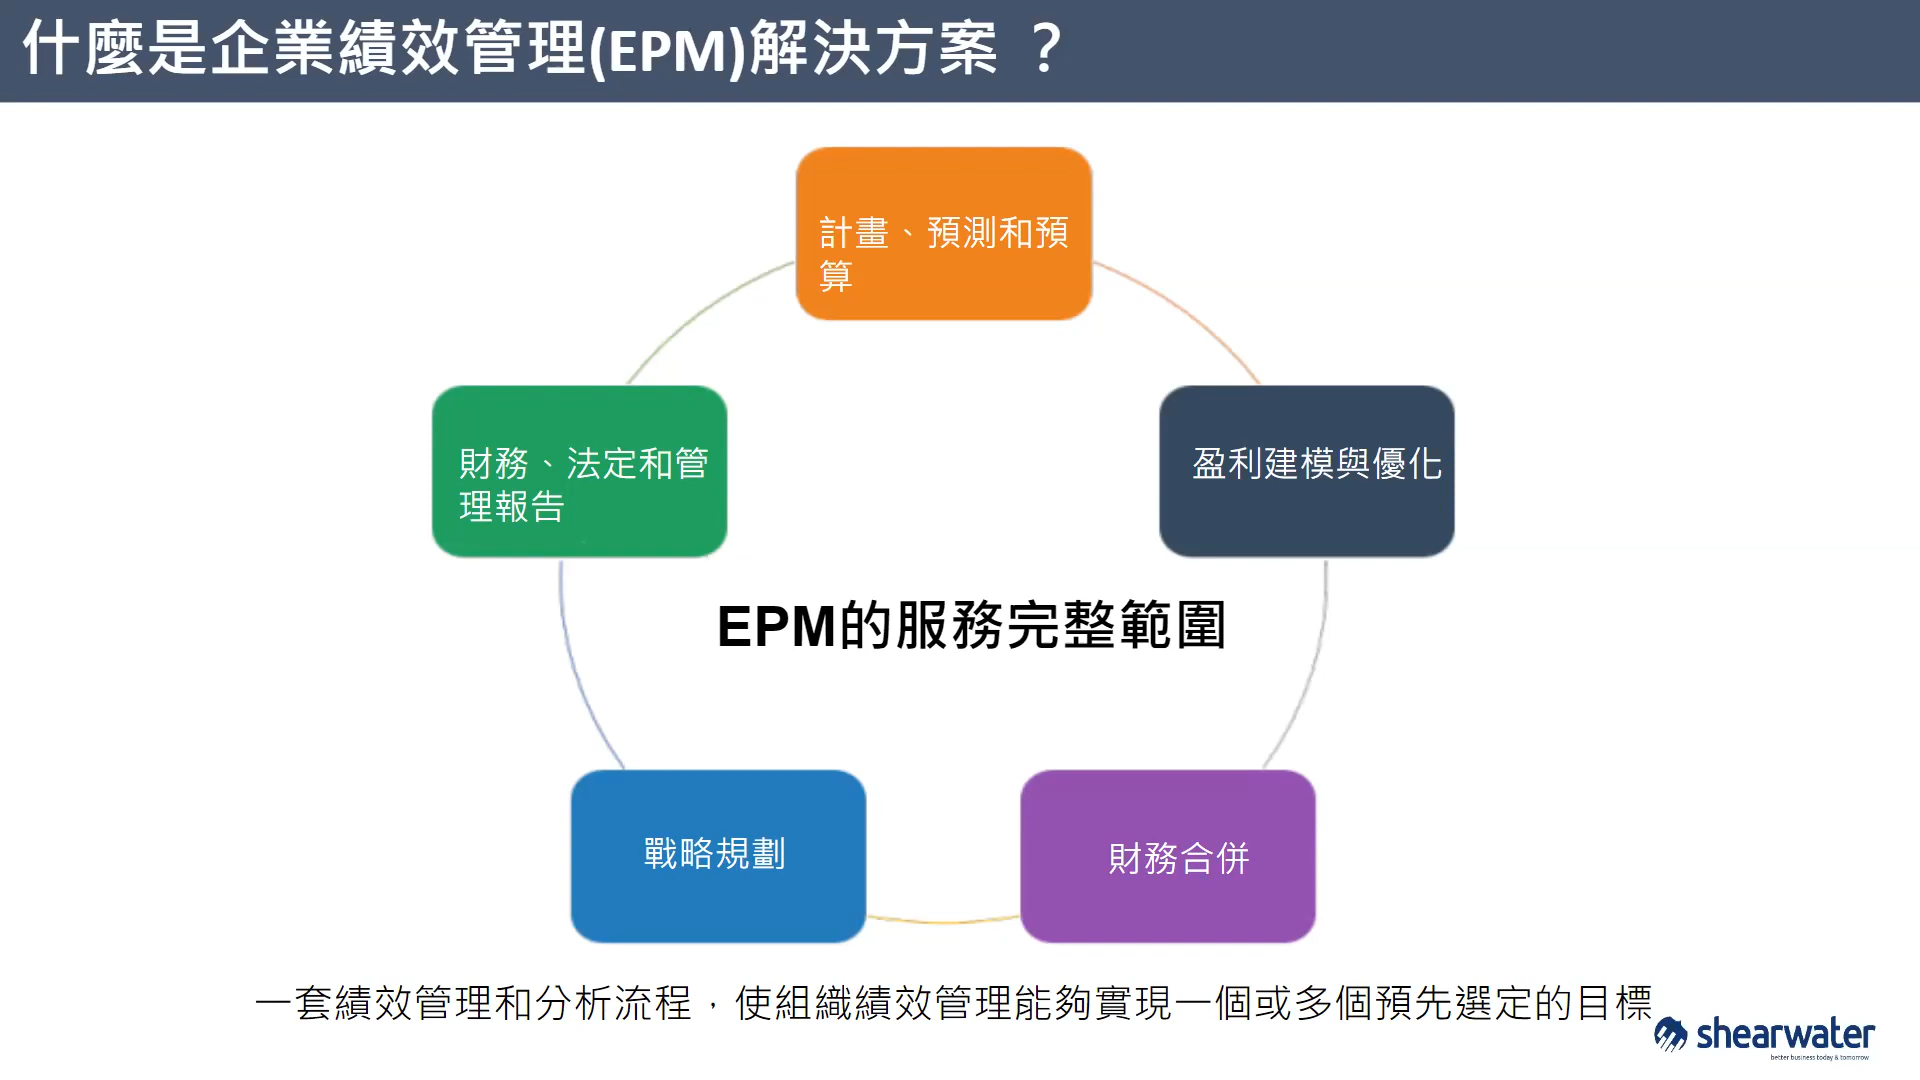 什麼是企業績效管理(EPM)解決方案 ？
計畫、預測和預
算
財務、法定和管
理報告
盈利建模與優化
EPM的服務完整範圍
戰略規劃
財務合併
一套績效管理和分析流程，使組織績效管理能夠實現一個或多個預先選定的目標
shearwater
better business today & tomorrow